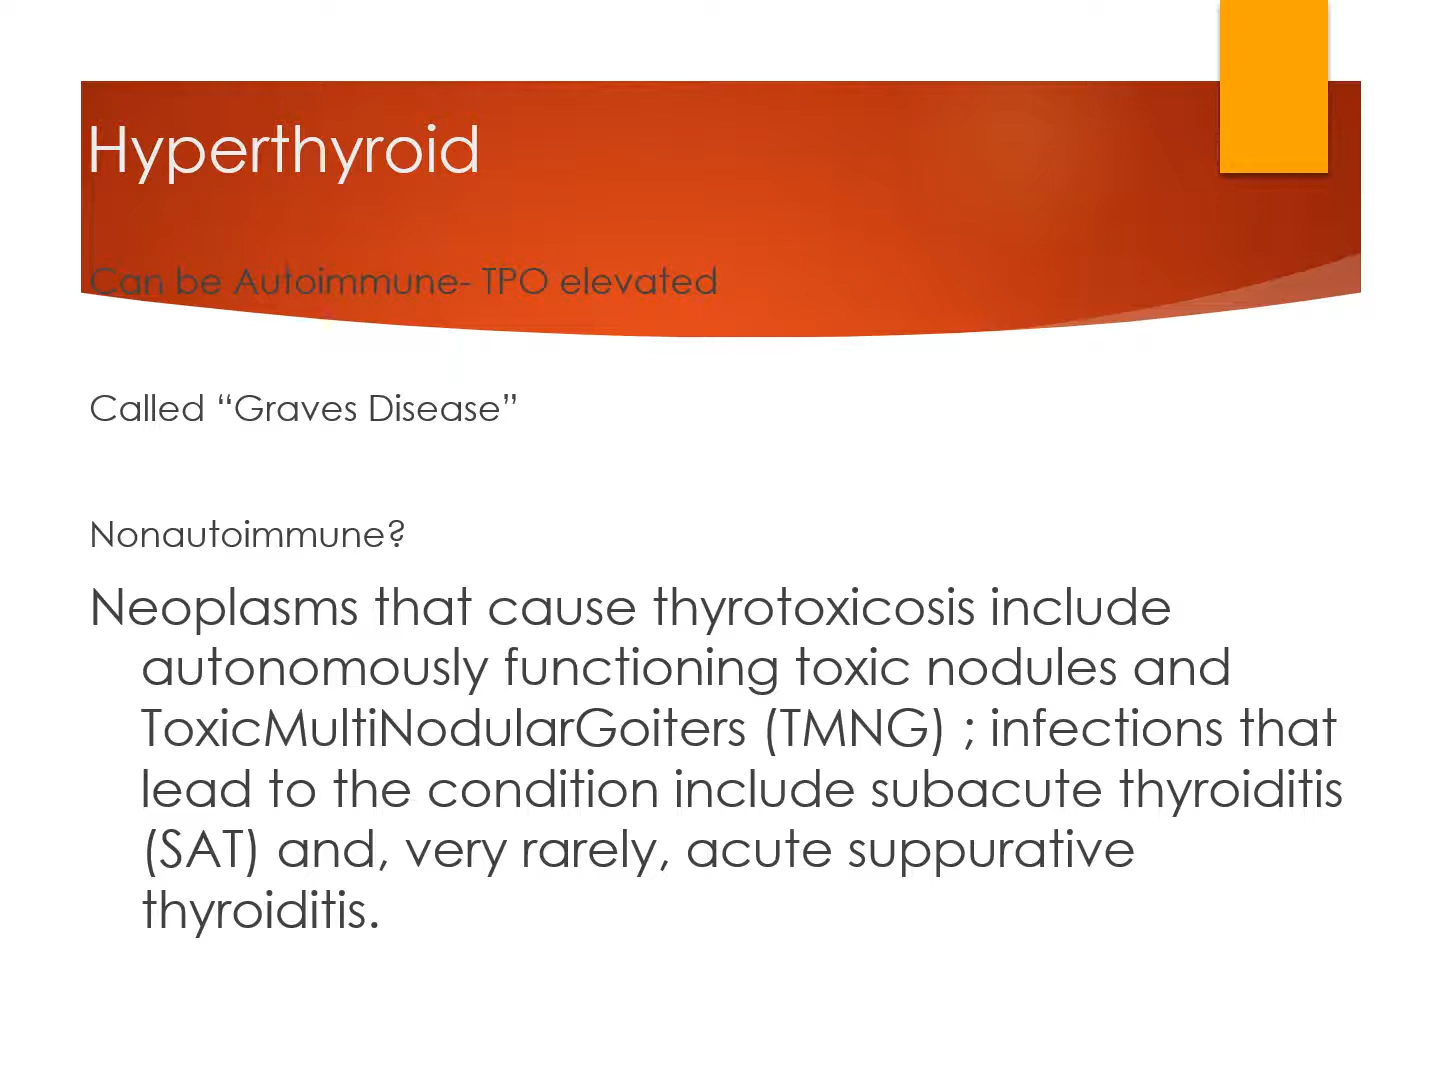 Hyperthyroid
Can be Autoimmune- TPO elevated
Called “Graves Disease”
Nonautoimmune?
Neoplasms that cause thyrotoxicosis include
autonomously functioning toxic nodules and
ToxicMultiNodularGoiters (TMNG) ; infections that
lead to the condition include subacute thyroiditis
(SAT) and, very rarely, acute suppurative
thyroiditis.